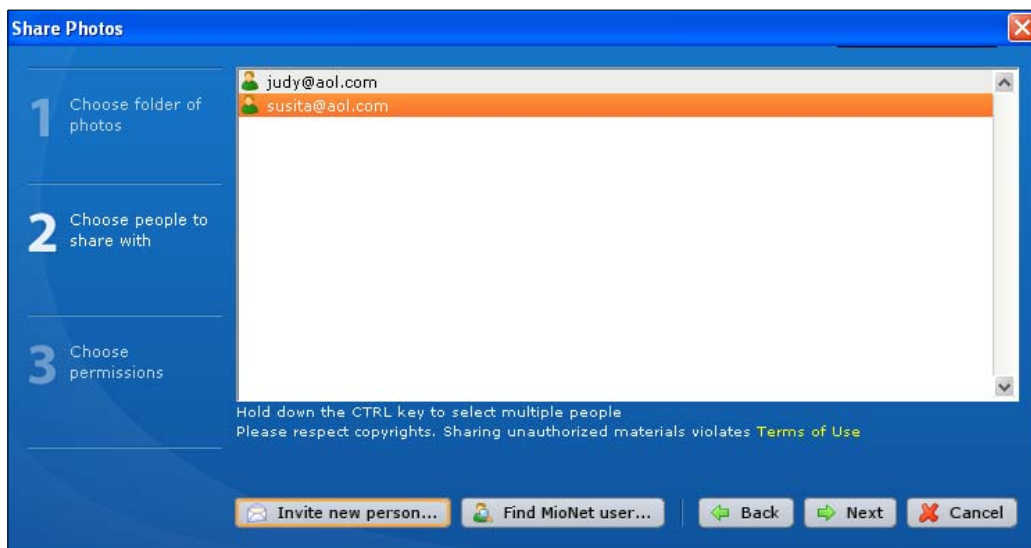 Share Photos
1 Choose folder of
photos
2 Choose people to
share with
3 Choose
permissions
judy@aol.com
susita@aol.com
Hold down the CTRL key to select multiple people
Please respect copyrights. Sharing unauthorized materials violates Terms of Use
Invite new person... Find MioNet user... Back Next Cancel